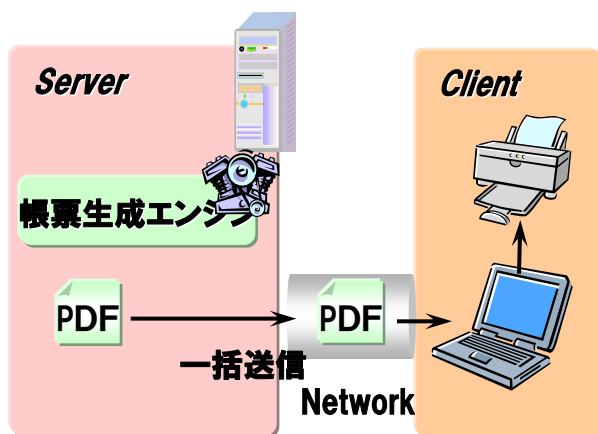 Server
Client
帳票生成エンジン
PDF
PDF
一括送信
Network